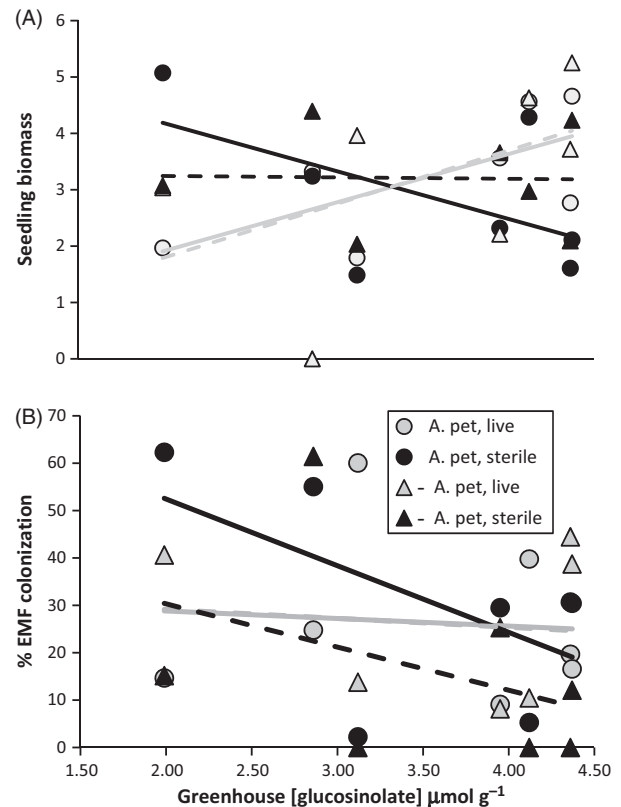 (A)
6
5
4
3
2
1
0
Seedling biomass
(B)
70
60
50
40
30
20
10
0
% EMF colonization
A. pet, live
A. pet, sterile
- A. pet, live
- A. pet, sterile
1.50 2.00 2.50 3.00 3.50 4.00 4.50
Greenhouse [glucosinolate] μmol g⁻¹